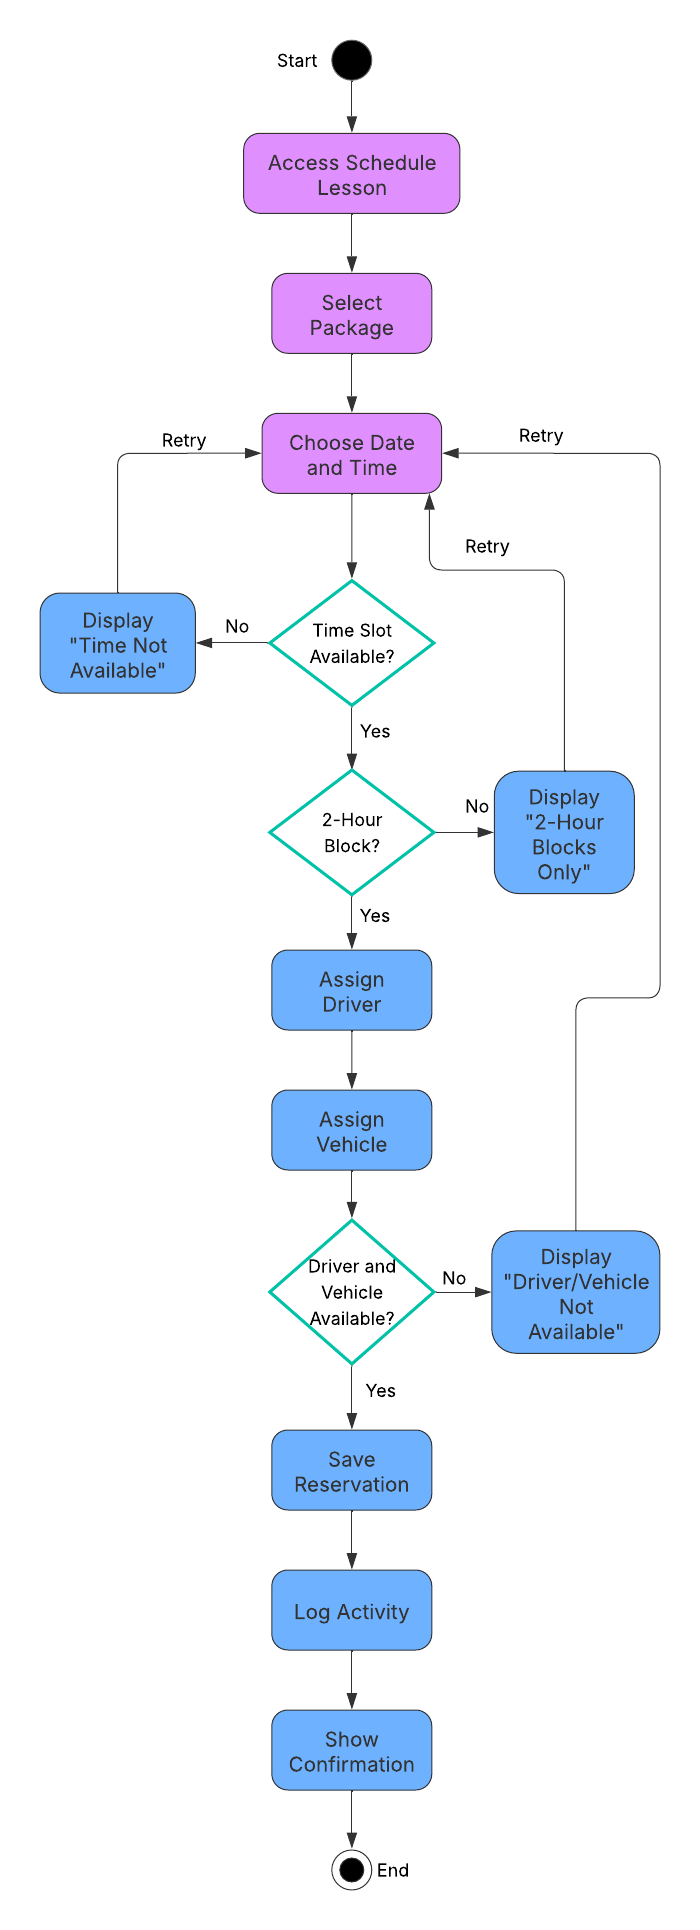 Start
Access Schedule
Lesson
Select
Package
Choose Date
and Time
Retry
Retry
Retry
Display
"Time Not
Available"
No
Time Slot
Available?
Yes
2-Hour
Block?
No
Display
"2-Hour
Blocks
Only"
Yes
Assign
Driver
Assign
Vehicle
Driver and
Vehicle
Available?
No
Display
"Driver/Vehicle
Not
Available"
Yes
Save
Reservation
Log Activity
Show
Confirmation
End